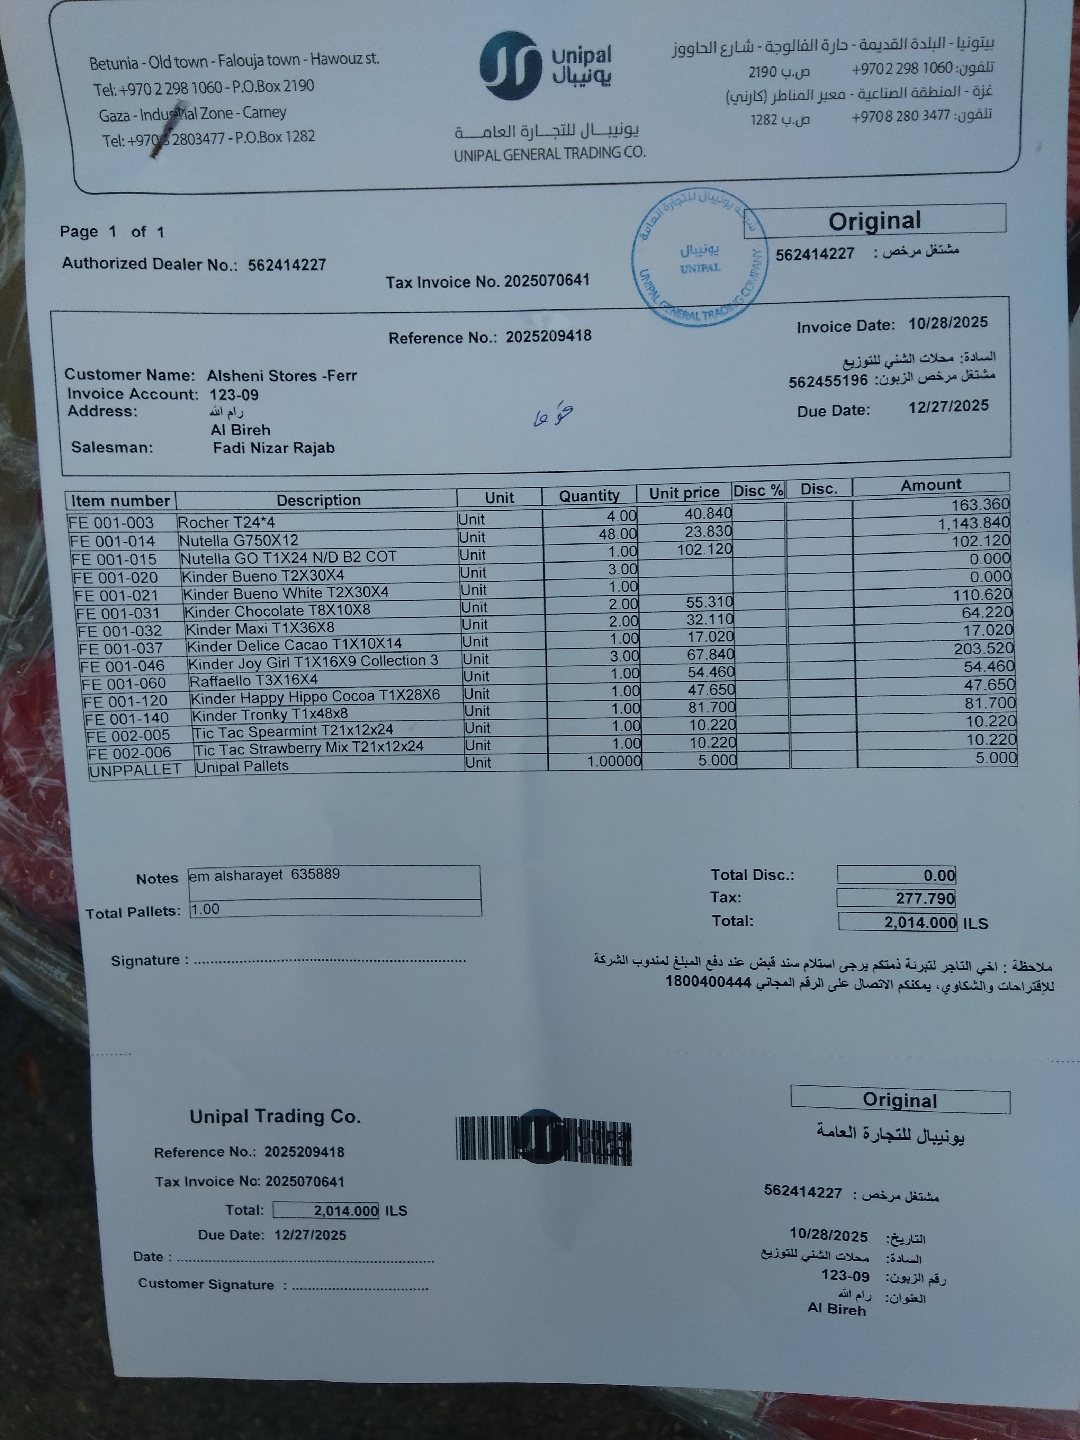 Betunia - Old town - Falouja town - Hawouz st.
Tel: +970 2 298 1060 - P.O.Box 2190
Gaza - Industrial Zone - Carney
Tel: +970 8 2803477 - P.O.Box 1282
Unipal
يونيبال
يونيبال للتجارة العامة
UNIPAL GENERAL TRADING CO.
بيتونيا - البلدة القديمة - حارة الفالوجة - شارع الحاووز
تلفون: 1060 298 2 970+ ص.ب 2190
غزة - المنطقة الصناعية - معبر المناطر (كارني)
تلفون: 3477 280 8 970+ ص.ب 1282
Page 1 of 1
Authorized Dealer No.: 562414227
Tax Invoice No. 2025070641
شركة يونيبال للتجارة العامة
يونيبال
UNIPAL
UNIPAL GENERAL TRADING COMPANY
Original
مشتغل مرخص : 562414227
Reference No.: 2025209418
Invoice Date: 10/28/2025
السادة: محلات الشني للتوزيع
مشتغل مرخص الزبون: 562455196
Due Date: 12/27/2025
Customer Name: Alsheni Stores -Ferr
Invoice Account: 123-09
Address: رام الله
Al Bireh
Salesman: Fadi Nizar Rajab
Item number Description Unit Quantity Unit price Disc % Disc. Amount
FE 001-003 Rocher T24*4 Unit 4.00 40.840 163.360
FE 001-014 Nutella G750X12 Unit 48.00 23.830 1,143.840
FE 001-015 Nutella GO T1X24 N/D B2 COT Unit 1.00 102.120 102.120
FE 001-020 Kinder Bueno T2X30X4 Unit 3.00 0.000
FE 001-021 Kinder Bueno White T2X30X4 Unit 1.00 0.000
FE 001-031 Kinder Chocolate T8X10X8 Unit 2.00 55.310 110.620
FE 001-032 Kinder Maxi T1X36X8 Unit 2.00 32.110 64.220
FE 001-037 Kinder Delice Cacao T1X10X14 Unit 1.00 17.020 17.020
FE 001-046 Kinder Joy Girl T1X16X9 Collection 3 Unit 3.00 67.840 203.520
FE 001-060 Raffaello T3X16X4 Unit 1.00 54.460 54.460
FE 001-120 Kinder Happy Hippo Cocoa T1X28X6 Unit 1.00 47.650 47.650
FE 001-140 Kinder Tronky T1x48x8 Unit 1.00 81.700 81.700
FE 002-005 Tic Tac Spearmint T21x12x24 Unit 1.00 10.220 10.220
FE 002-006 Tic Tac Strawberry Mix T21x12x24 Unit 1.00 10.220 10.220
UNPPALLET Unipal Pallets Unit 1.00000 5.000 5.000
Notes em alsharayet 635889
Total Pallets: 1.00
Total Disc.: 0.00
Tax: 277.790
Total: 2,014.000 ILS
Signature : ........................
ملاحظة : اخي التاجر لتبرئة ذمتكم يرجى استلام سند قبض عند دفع المبلغ لمندوب الشركة
للإقتراحات والشكاوي، يمكنكم الاتصال على الرقم المجاني 1800400444
Unipal Trading Co.
Reference No.: 2025209418
Tax Invoice No: 2025070641
Total: 2,014.000 ILS
Due Date: 12/27/2025
Date : ........................
Customer Signature : ........................
Unipal
يونيبال
Original
يونيبال للتجارة العامة
مشتغل مرخص : 562414227
التاريخ: 10/28/2025
السادة: محلات الشني للتوزيع
رقم الزبون: 123-09
العنوان: رام الله
Al Bireh